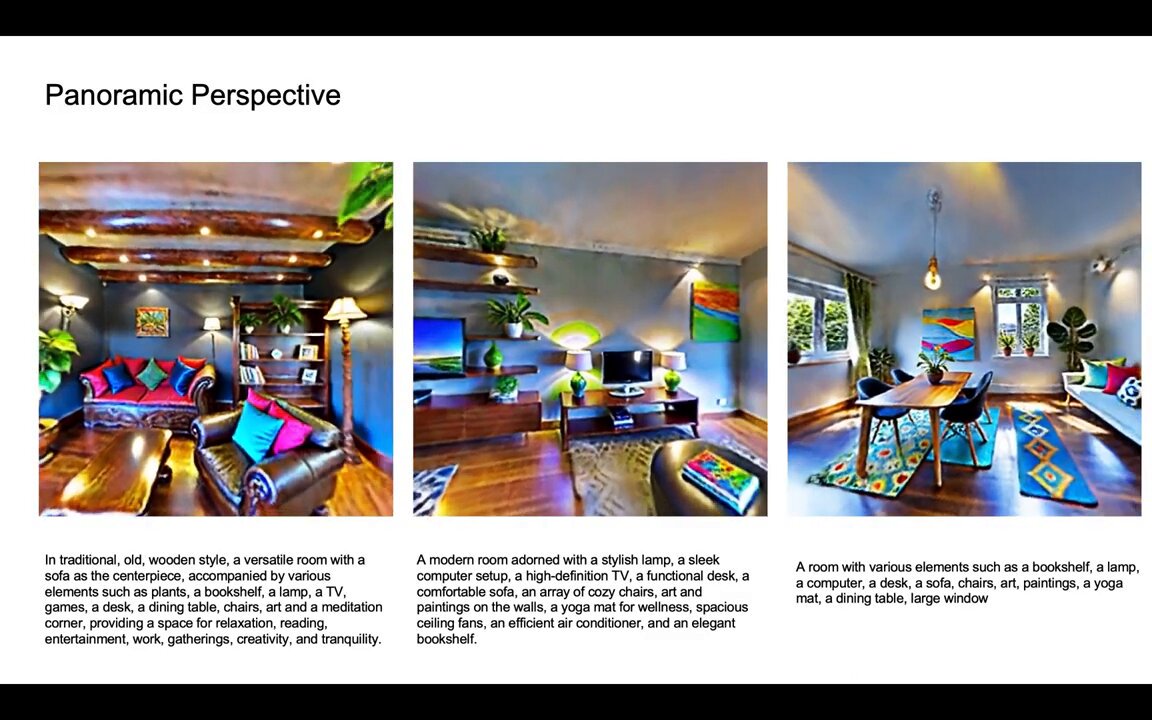 Panoramic Perspective
In traditional, old, wooden style, a versatile room with a
sofa as the centerpiece, accompanied by various
elements such as plants, a bookshelf, a lamp, a TV,
games, a desk, a dining table, chairs, art and a meditation
corner, providing a space for relaxation, reading,
entertainment, work, gatherings, creativity, and tranquility.
A modern room adorned with a stylish lamp, a sleek
computer setup, a high-definition TV, a functional desk, a
comfortable sofa, an array of cozy chairs, art and
paintings on the walls, a yoga mat for wellness, spacious
ceiling fans, an efficient air conditioner, and an elegant
bookshelf.
A room with various elements such as a bookshelf, a lamp,
a computer, a desk, a sofa, chairs, art, paintings, a yoga
mat, a dining table, large window